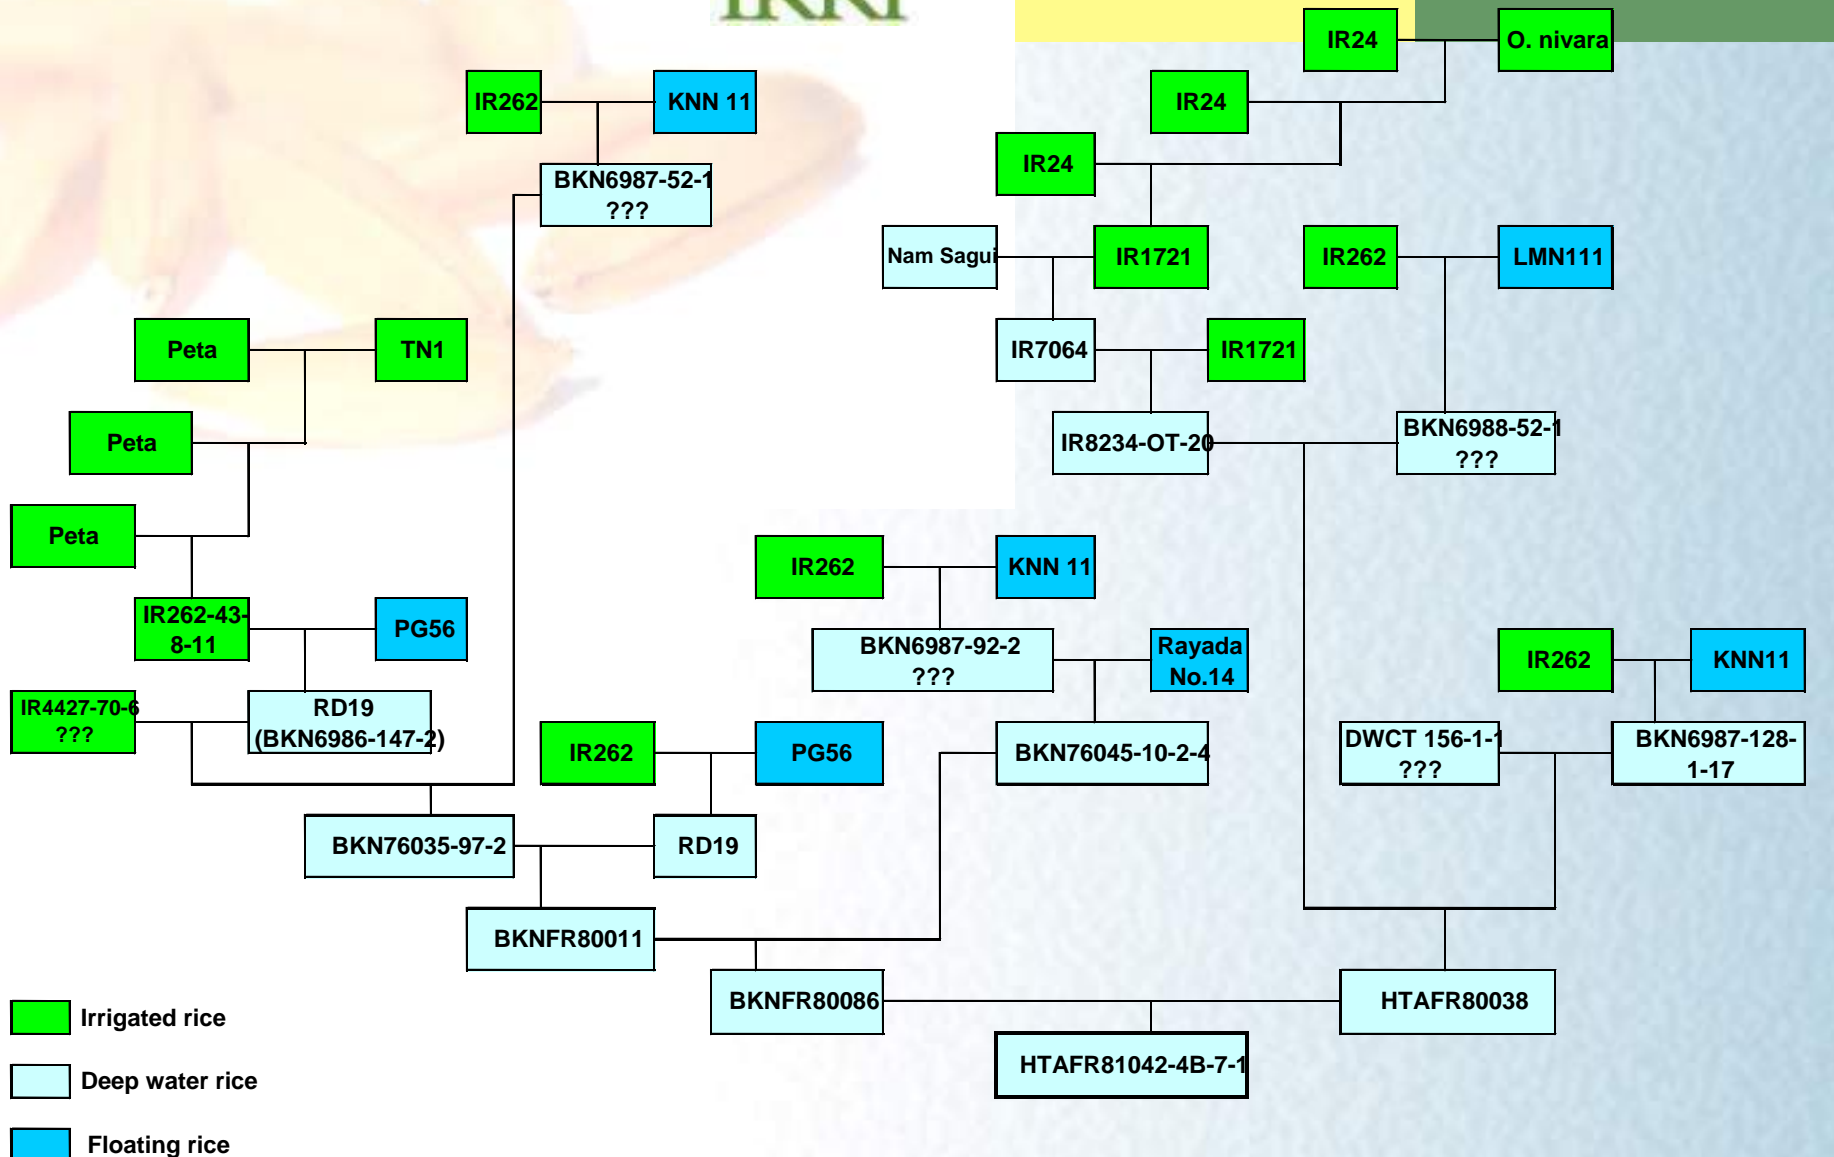 IRRI
IR24
O. nivara
IR262
KNN 11
IR24
IR24
BKN6987-52-1
???
Nam Sagui
IR1721
IR262
LMN111
Peta
TN1
IR7064
IR1721
Peta
IR8234-OT-20
BKN6988-52-1
???
Peta
IR262
KNN 11
IR262-43-
8-11
PG56
BKN6987-92-2
???
Rayada
No.14
IR262
KNN11
IR4427-70-6
???
RD19
(BKN6986-147-2)
IR262
PG56
BKN76045-10-2-4
DWCT 156-1-1
???
BKN6987-128-
1-17
BKN76035-97-2
RD19
BKNFR80011
BKNFR80086
HTAFR80038
Irrigated rice
HTAFR81042-4B-7-1
Deep water rice
Floating rice